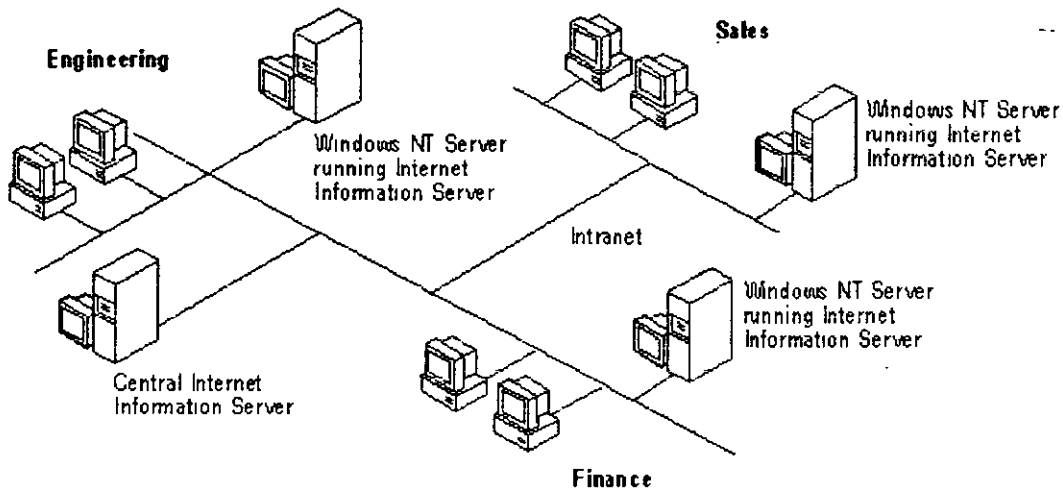 Sales
Engineering
Windows NT Server
running Internet
Information Server
Windows NT Server
running Internet
Information Server
Intranet
Windows NT Server
running Internet
Information Server
Central Internet
Information Server
Finance